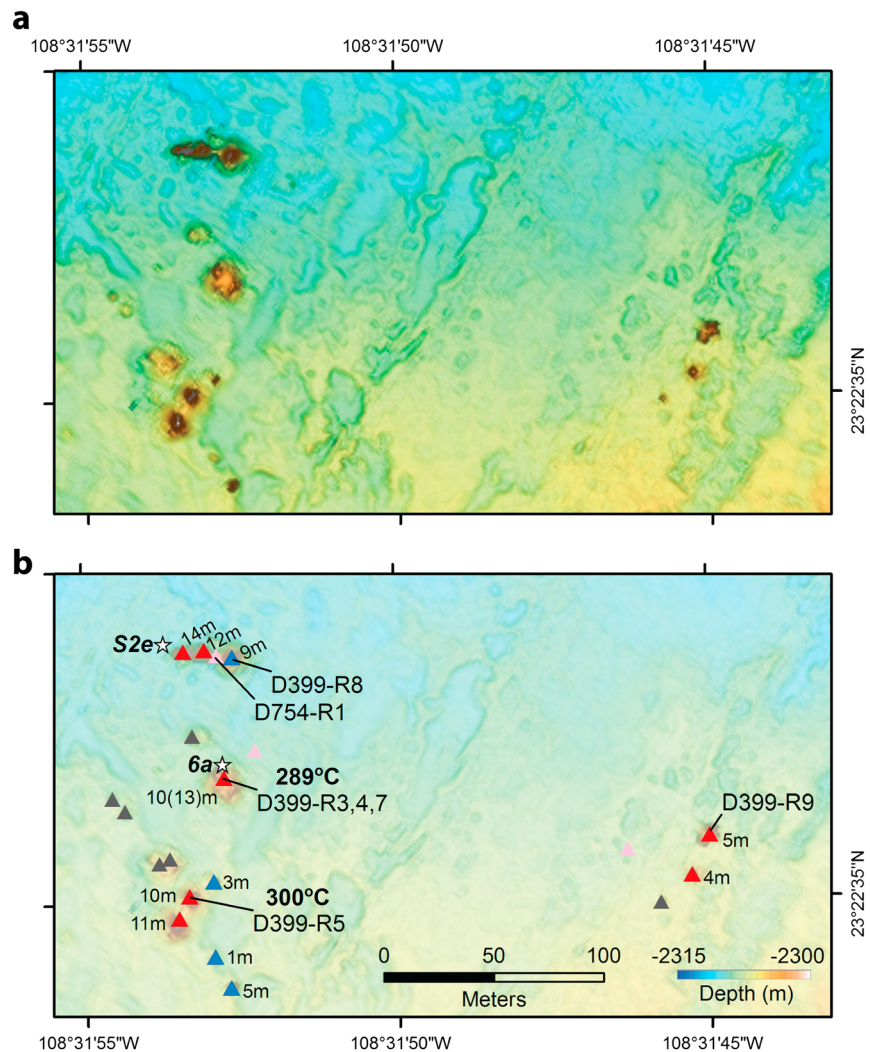 a
108°31'55"W 108°31'50"W 108°31'45"W
23°22'35"N
b
S2e 14m 12m 9m
D399-R8
D754-R1
6a 289°C
10(13)m D399-R3,4,7
D399-R9
5m
3m 4m
10m 300°C
D399-R5
11m
1m
5m
0 50 100
Meters
-2315 -2300
Depth (m)
23°22'35"N
108°31'55"W 108°31'50"W 108°31'45"W